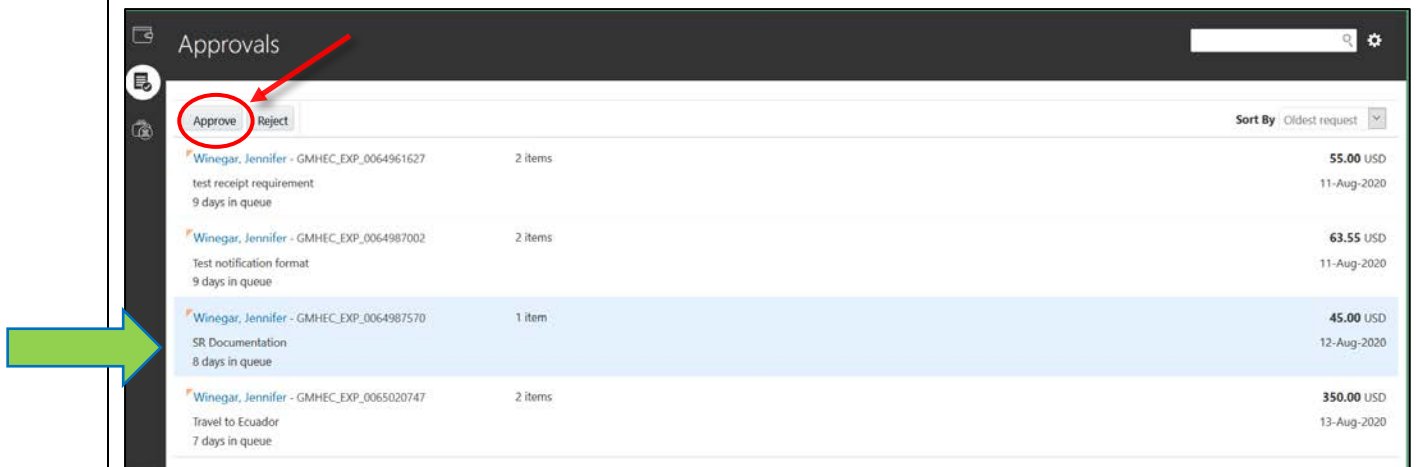 Approvals
Approve Reject Sort By Oldest request
Winegar, Jennifer - GMHEC_EXP_0064961627 2 items 55.00 USD
test receipt requirement 11-Aug-2020
9 days in queue
Winegar, Jennifer - GMHEC_EXP_0064987002 2 items 63.55 USD
Test notification format 11-Aug-2020
9 days in queue
Winegar, Jennifer - GMHEC_EXP_0064987570 1 item 45.00 USD
SR Documentation 12-Aug-2020
8 days in queue
Winegar, Jennifer - GMHEC_EXP_0065020747 2 items 350.00 USD
Travel to Ecuador 13-Aug-2020
7 days in queue